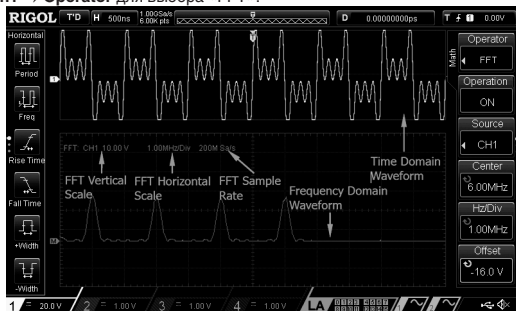 → Operator для выбора "FFT".
RIGOL T'D H 500ns 1.00GSa/s 6.00K pts D 0.00000000ps T 1 0.00V
Horizontal
Period
Freq
Rise Time
Fall Time
+Width
-Width
Math
Operator
FFT
Operation
ON
Source
CH1
Center
6.00MHz
Hz/Div
1.00MHz
Offset
-16.0 V
1
FFT: CH1 10.00 V 1.00MHz/Div 200M Sa/s
FFT Vertical Scale
FFT Horizontal Scale
FFT Sample Rate
Time Domain Waveform
Frequency Domain Waveform
M
1 = 20.0 V 2 = 1.00 V 3 = 1.00 V 4 = 1.00 V LA